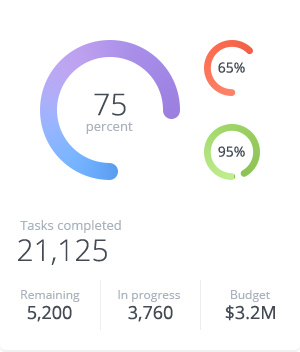 75
percent
65%
95%
Tasks completed
21,125
Remaining
5,200
In progress
3,760
Budget
$3.2M